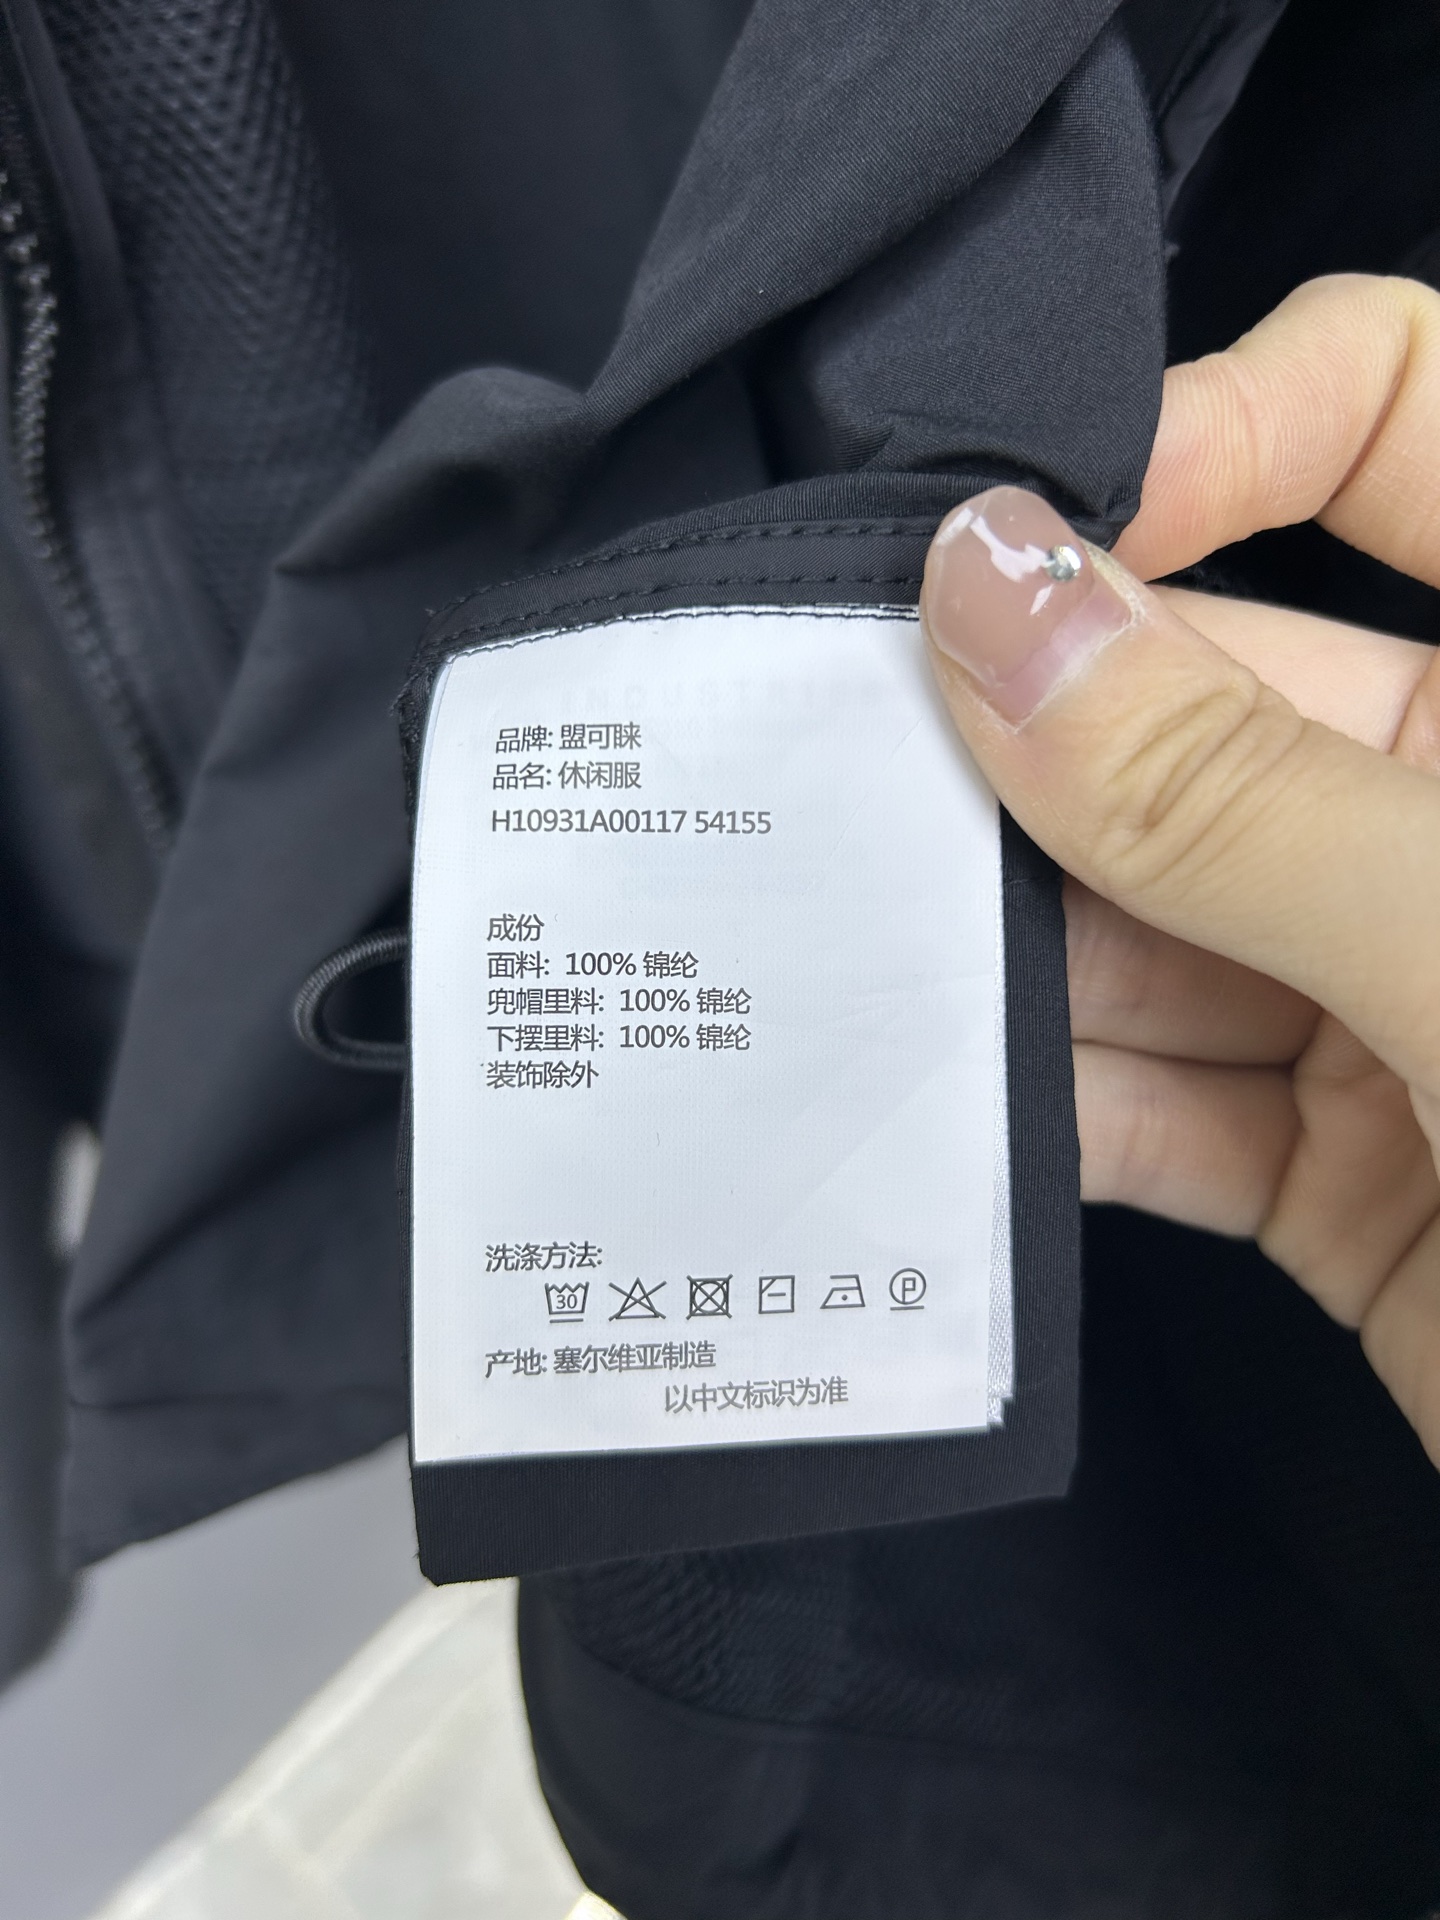 品牌: 盟可睐
品名: 休闲服
H10931A00117 54155
成份
面料: 100% 锦纶
兜帽里料: 100% 锦纶
下摆里料: 100% 锦纶
装饰除外
洗涤方法:
30
P
产地: 塞尔维亚制造
以中文标识为准